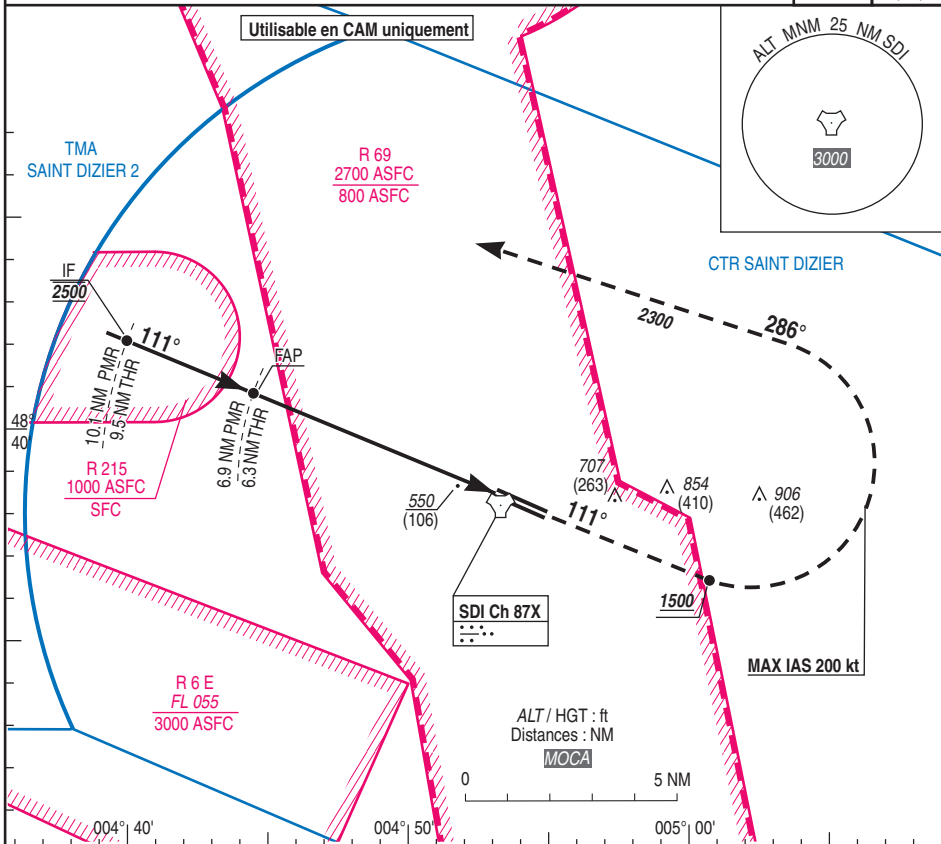 Utilisable en CAM uniquement
ALT MNM 25 NM SDI
3000
TMA
SAINT DIZIER 2
R 69
2700 ASFC
800 ASFC
CTR SAINT DIZIER
IF
2500
111°
10.1 NM PMR
9.5 NM THR
FAP
6.9 NM PMR
6.3 NM THR
2300
286°
48°
40'
R 215
1000 ASFC
SFC
550
(106)
707
(263)
854
(410)
906
(462)
111°
1500
SDI Ch 87X
MAX IAS 200 kt
R 6 E
FL 055
3000 ASFC
ALT / HGT : ft
Distances : NM
MOCA
0 5 NM
004° 40' 004° 50' 005° 00'